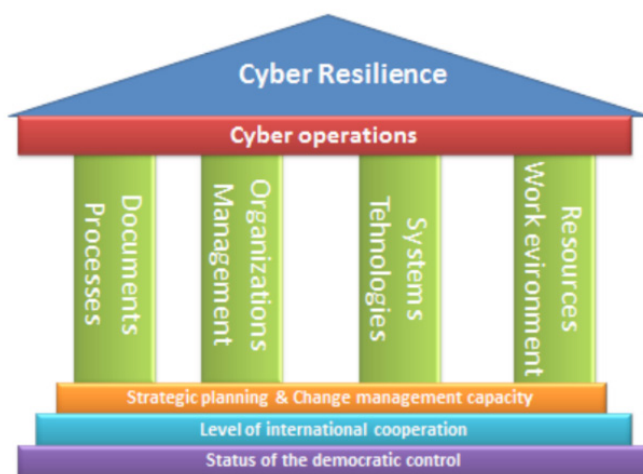 Cyber Resilience
Cyber operations
Documents
Processes
Organizations
Management
Systems
Tehnologies
Resources
Work evironment
Strategic planning & Change management capacity
Level of international cooperation
Status of the democratic control